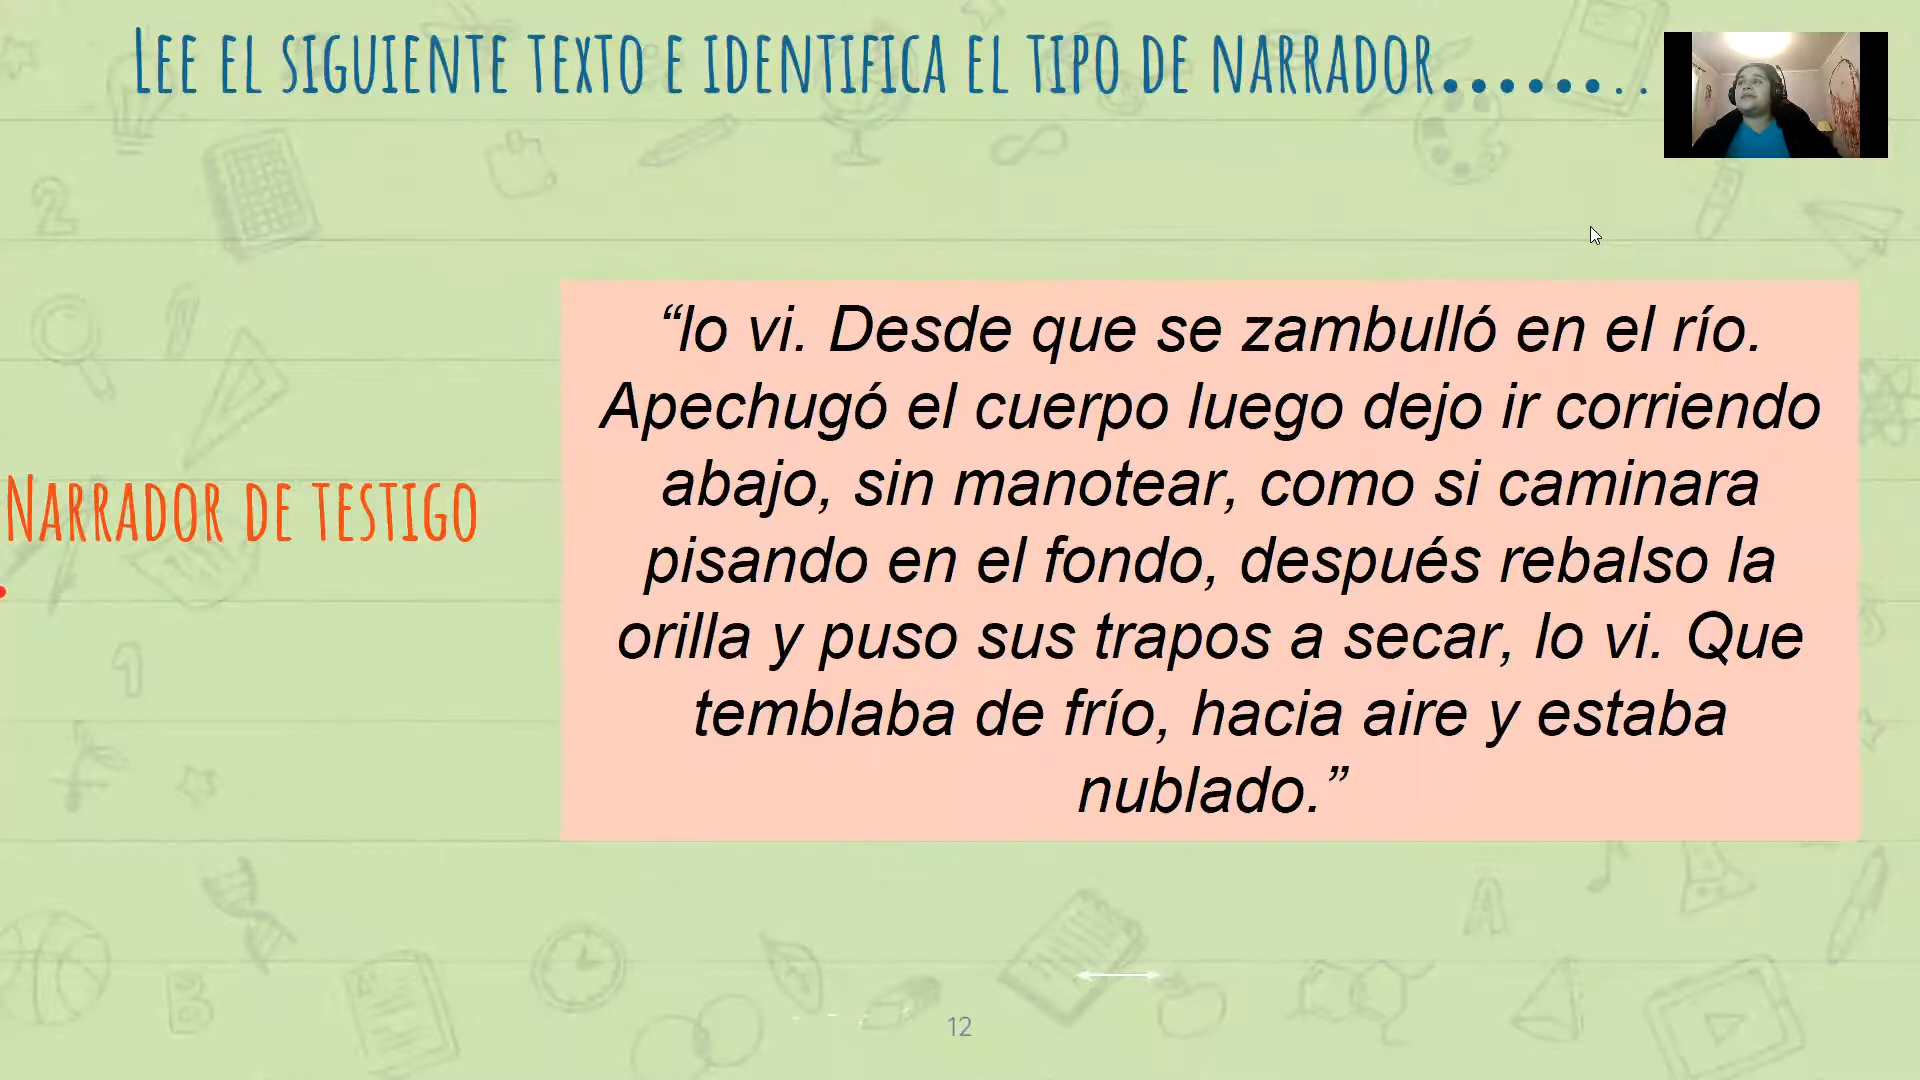 Lee el siguiente texto e identifica el tipo de narrador........
Narrador de testigo
“lo vi. Desde que se zambulló en el río.
Apechugó el cuerpo luego dejo ir corriendo
abajo, sin manotear, como si caminara
pisando en el fondo, después rebalso la
orilla y puso sus trapos a secar, lo vi. Que
temblaba de frío, hacia aire y estaba
nublado.”
12